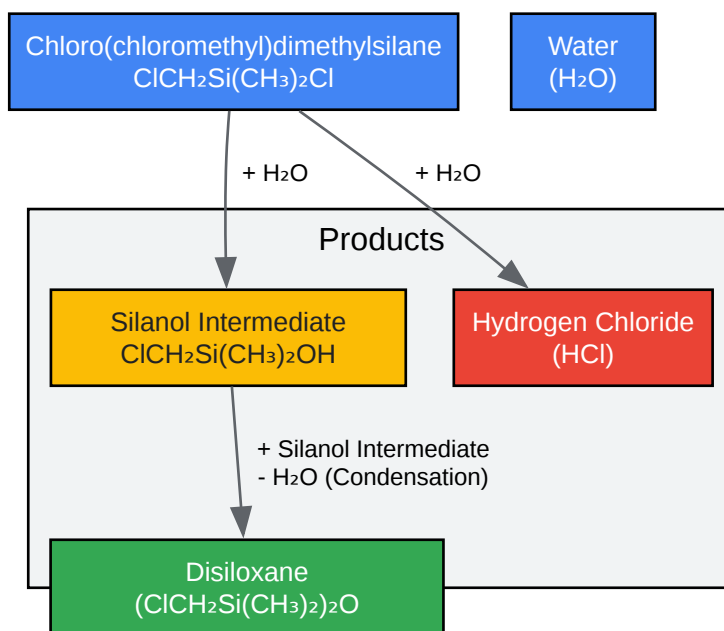 Chloro(chloromethyl)dimethylsilane
ClCH₂Si(CH₃)₂Cl
Water
(H₂O)
+ H₂O
+ H₂O
Products
Silanol Intermediate
ClCH₂Si(CH₃)₂OH
Hydrogen Chloride
(HCl)
+ Silanol Intermediate
- H₂O (Condensation)
Disiloxane
(ClCH₂Si(CH₃)₂)₂O